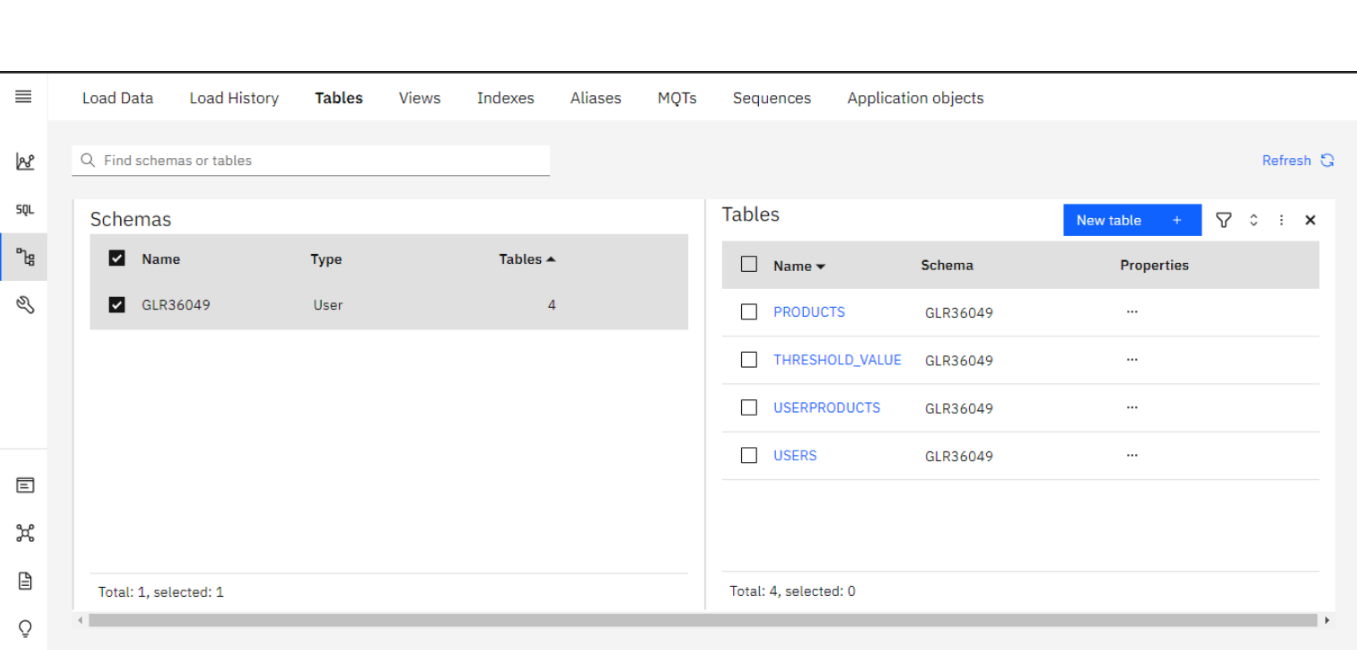 Load Data Load History Tables Views Indexes Aliases MQTs Sequences Application objects
Find schemas or tables
Refresh
SQL
Schemas
Name Type Tables
GLR36049 User 4
Total: 1, selected: 1
Tables
New table +
Name Schema Properties
PRODUCTS GLR36049 ...
THRESHOLD_VALUE GLR36049 ...
USERPRODUCTS GLR36049 ...
USERS GLR36049 ...
Total: 4, selected: 0